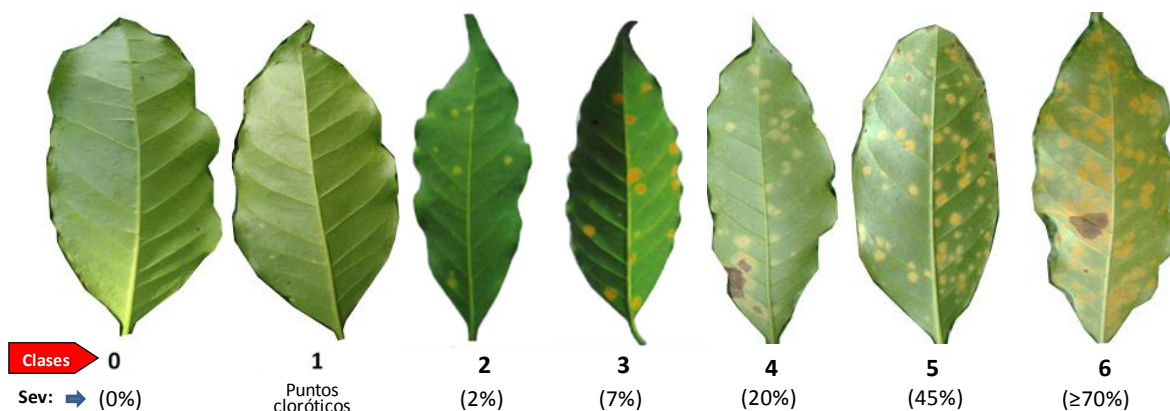 Clases 0 1 2 3 4 5 6
Sev: (0%) Puntos cloróticos (2%) (7%) (20%) (45%) (≥70%)